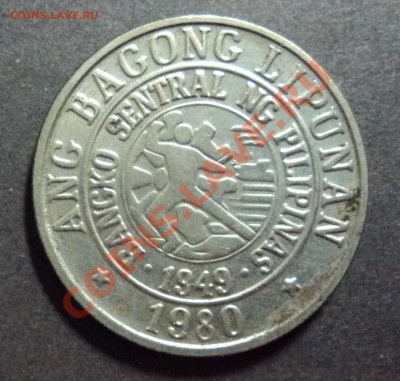 COINS.LAVE.RU
ANG BAGONG LIPUNAN
BANGKO SENTRAL NG PILIPINAS
1949
1980
COINS.LAVE.RU